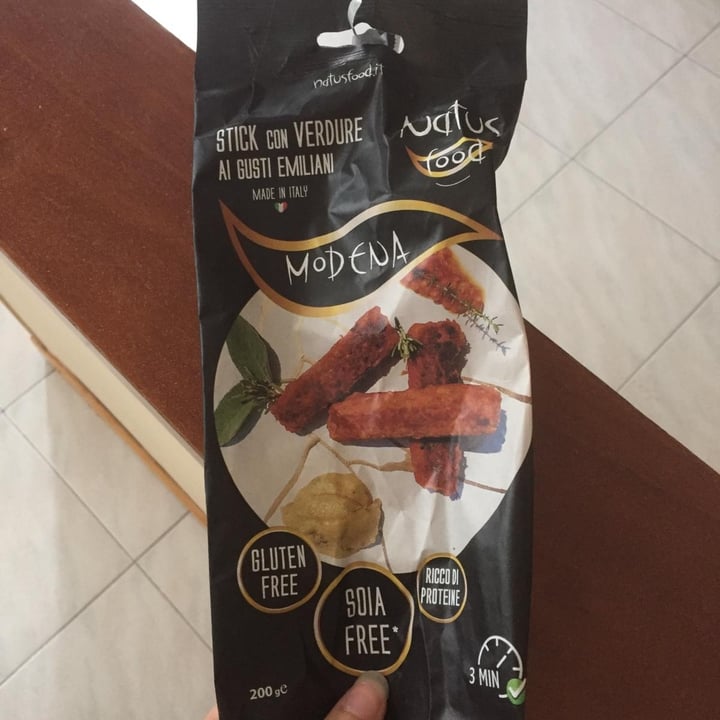 natusfood.it
STICK CON VERDURE
AI GUSTI EMILIANI
MADE IN ITALY
Natus
food
MODENA
GLUTEN
FREE
SOIA
FREE*
RICCO DI
PROTEINE
3 MIN
200 g℮